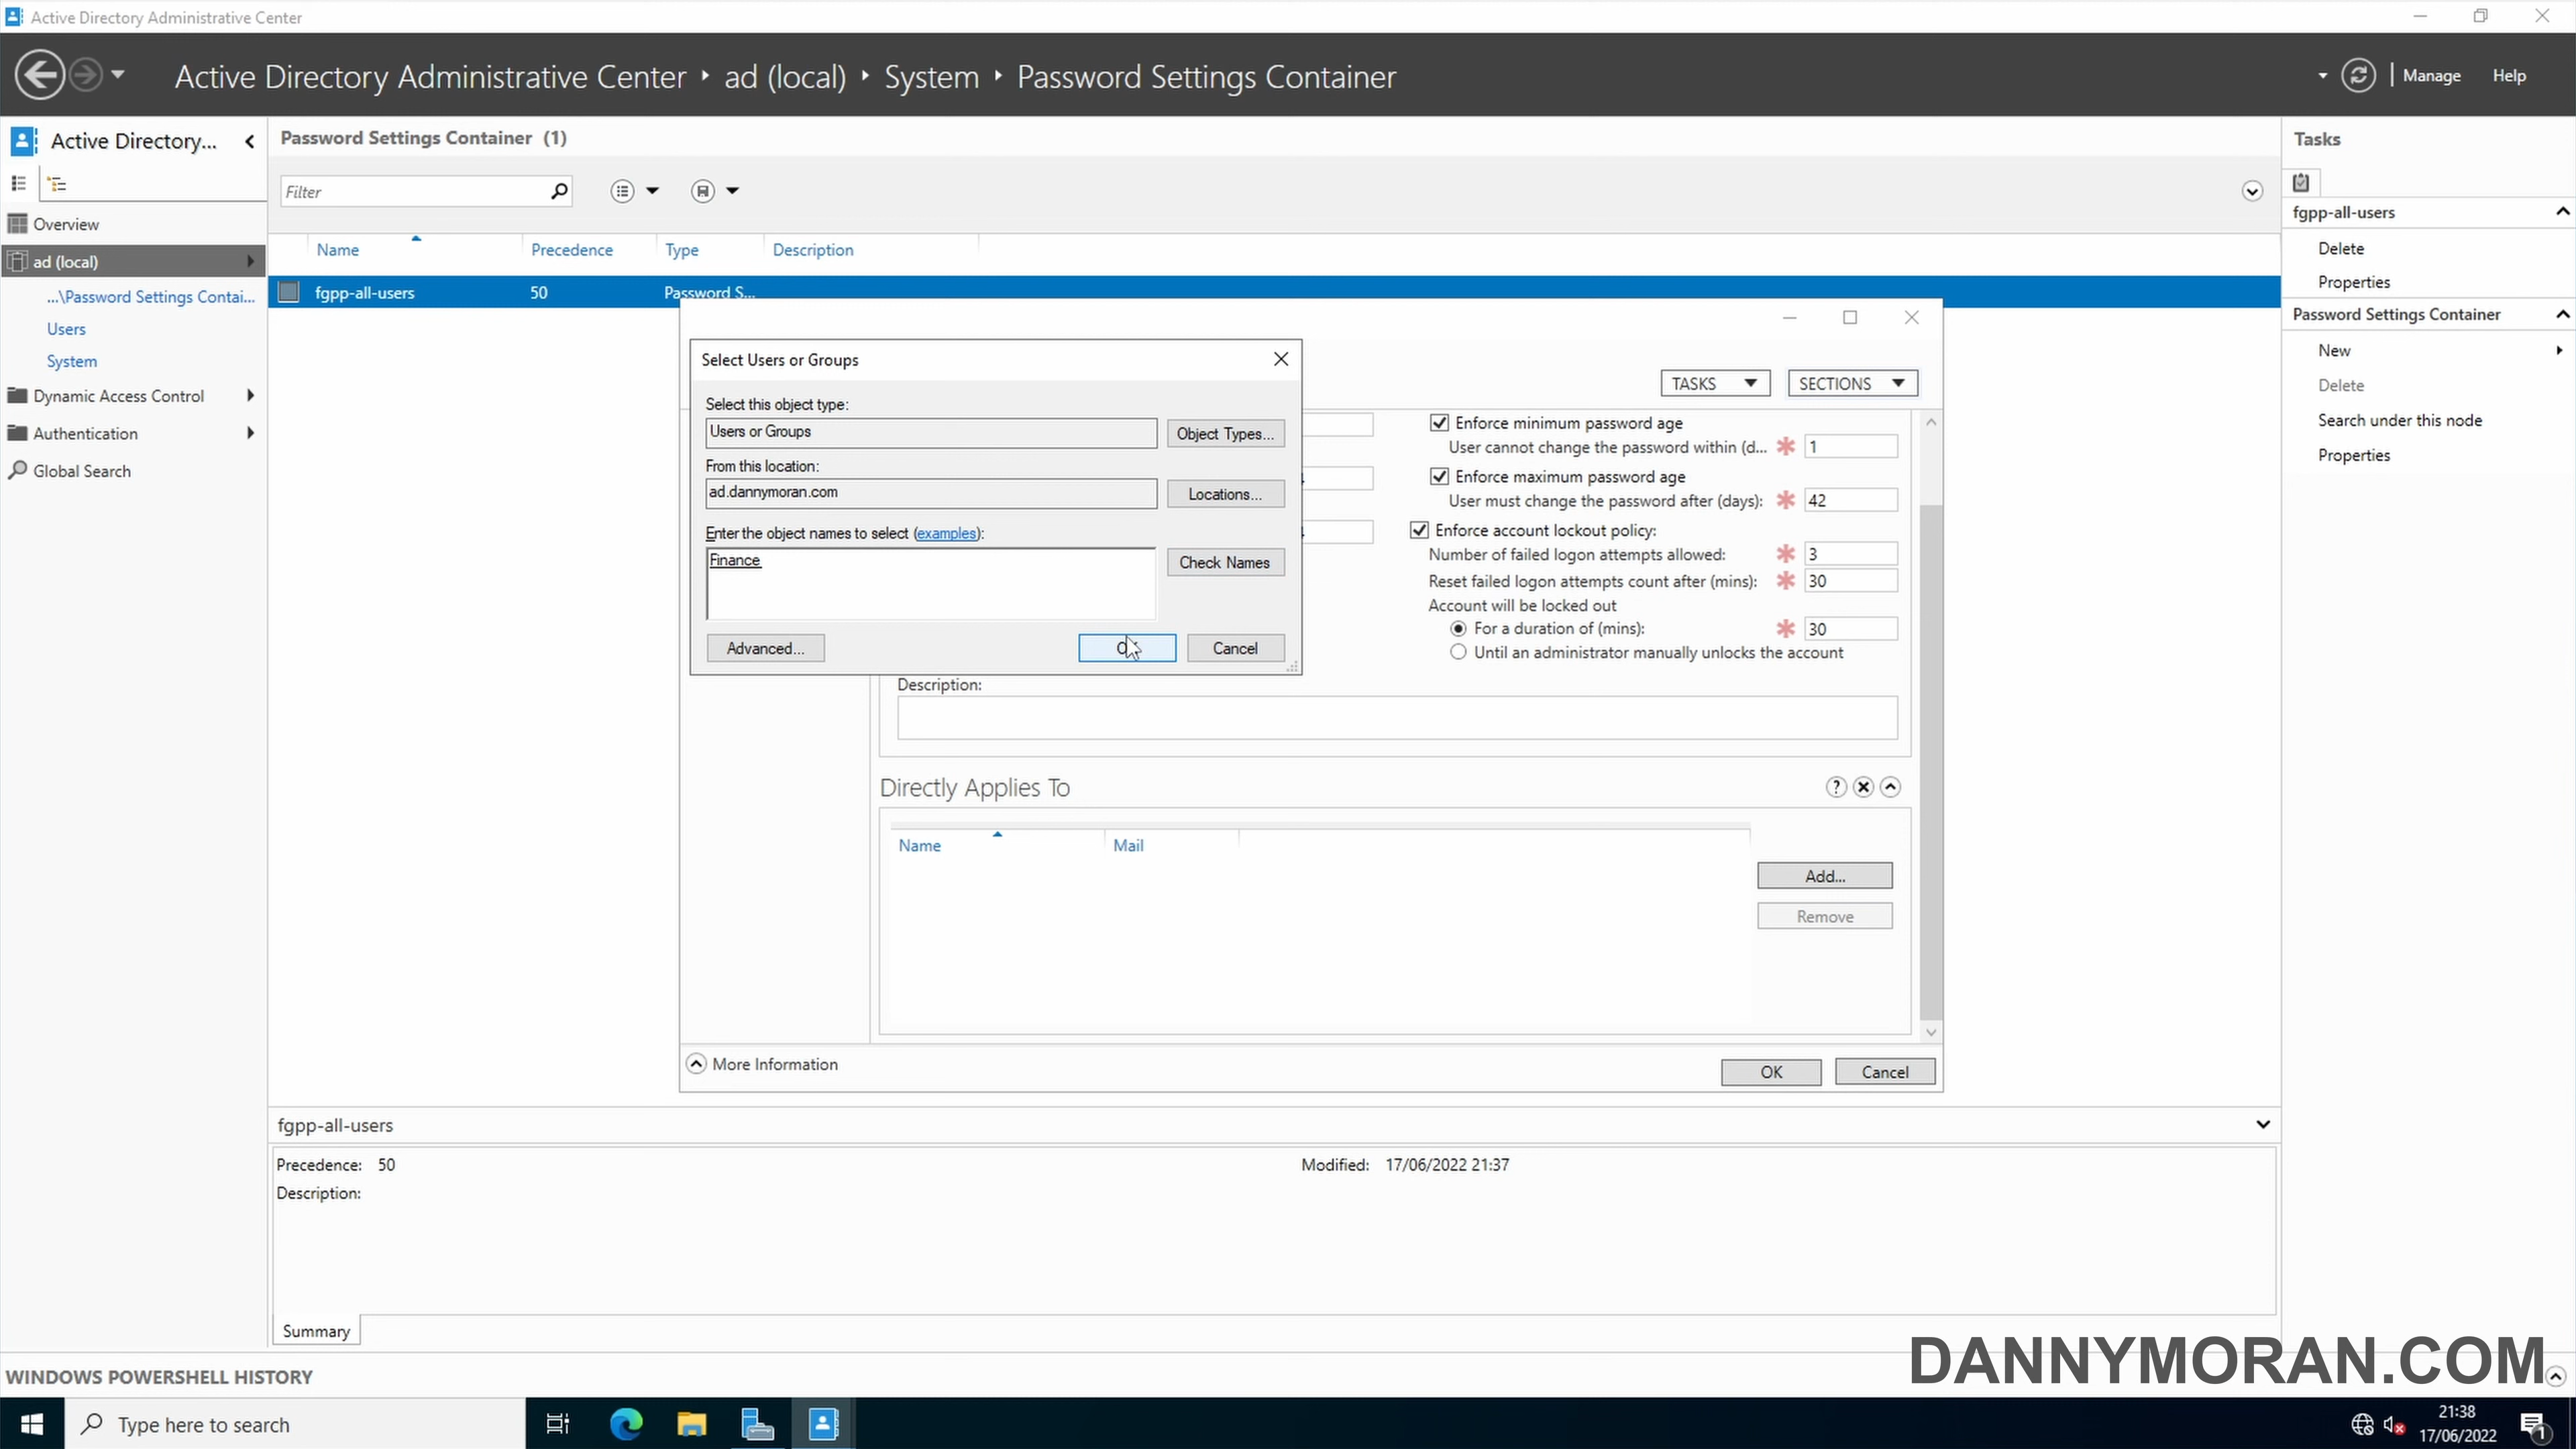 Active Directory Administrative Center
Active Directory Administrative Center ‣ ad (local) ‣ System ‣ Password Settings Container
Manage
Help
Active Directory...
Overview
ad (local)
...\Password Settings Contai...
Users
System
Dynamic Access Control
Authentication
Global Search
Password Settings Container (1)
Filter
Name
Precedence
Type
Description
fgpp-all-users
50
Password S...
Tasks
fgpp-all-users
Delete
Properties
Password Settings Container
New
Delete
Search under this node
Properties
TASKS
SECTIONS
Select Users or Groups
Select this object type:
Users or Groups
Object Types...
From this location:
ad.dannymoran.com
Locations...
Enter the object names to select (examples):
Finance
Check Names
Advanced...
Cancel
Enforce minimum password age
User cannot change the password within (d... * 1
Enforce maximum password age
User must change the password after (days): * 42
Enforce account lockout policy:
Number of failed logon attempts allowed: * 3
Reset failed logon attempts count after (mins): * 30
Account will be locked out
For a duration of (mins): * 30
Until an administrator manually unlocks the account
Description:
Directly Applies To
?
Name
Mail
Add...
Remove
More Information
OK
Cancel
fgpp-all-users
Precedence: 50
Modified: 17/06/2022 21:37
Description:
Summary
WINDOWS POWERSHELL HISTORY
DANNYMORAN.COM
Type here to search
21:38
17/06/2022
1